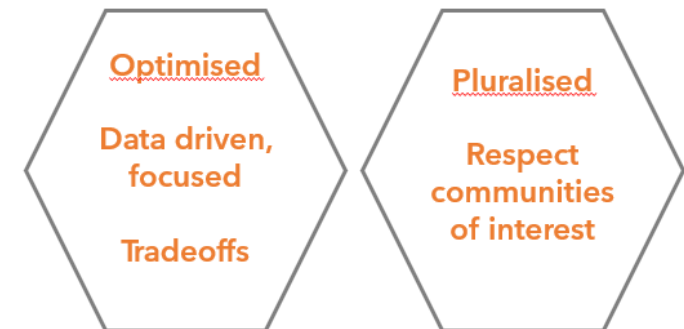 Optimised
Data driven,
focused
Tradeoffs
Pluralised
Respect
communities
of interest